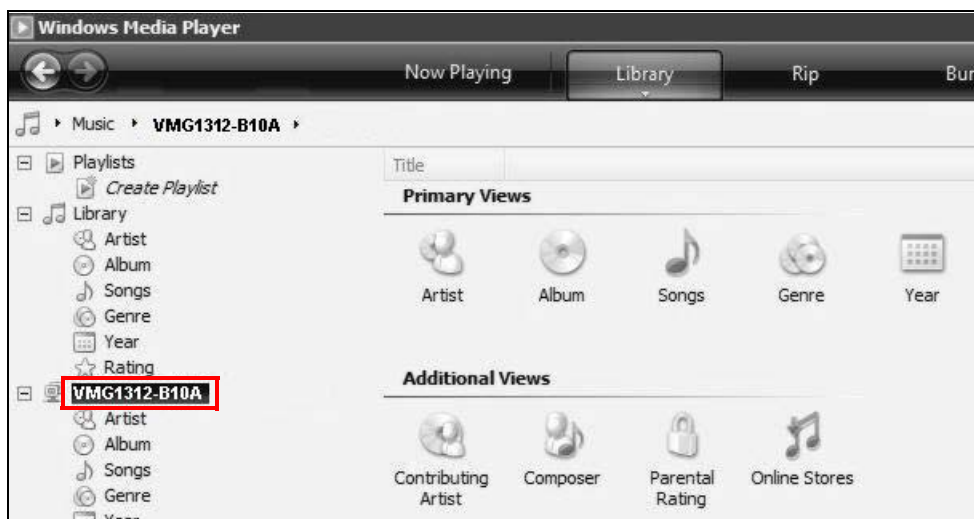 Windows Media Player
Now Playing Library Rip Bur
Music VMG1312-B10A
Playlists
Create Playlist
Library
Artist
Album
Songs
Genre
Year
Rating
VMG1312-B10A
Artist
Album
Songs
Genre
Year
Title
Primary Views
Artist Album Songs Genre Year
Additional Views
Contributing Artist
Composer
Parental Rating
Online Stores